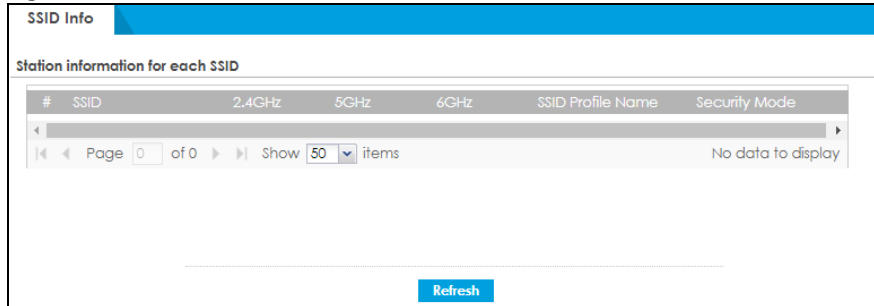 SSID Info
Station information for each SSID
# SSID 2.4GHz 5GHz 6GHz SSID Profile Name Security Mode
Page 0 of 0 Show 50 items No data to display
Refresh